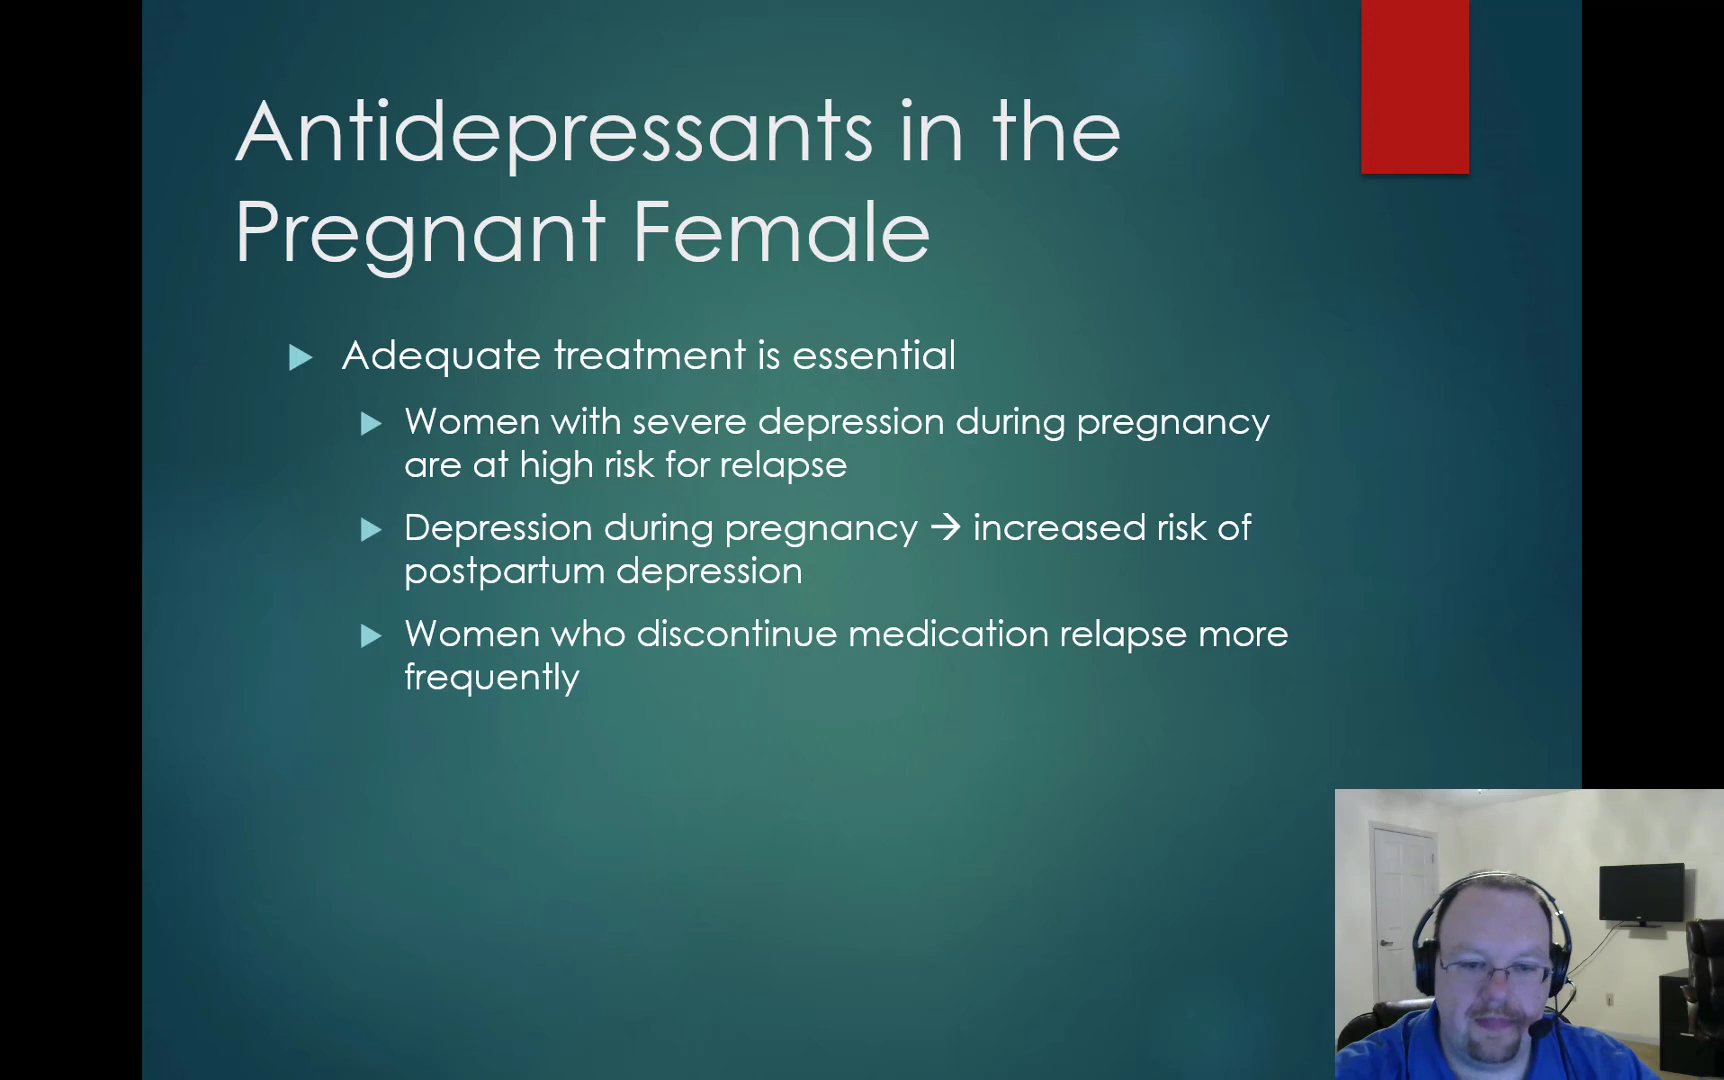 Antidepressants in the
Pregnant Female
Adequate treatment is essential
Women with severe depression during pregnancy
are at high risk for relapse
Depression during pregnancy → increased risk of
postpartum depression
Women who discontinue medication relapse more
frequently